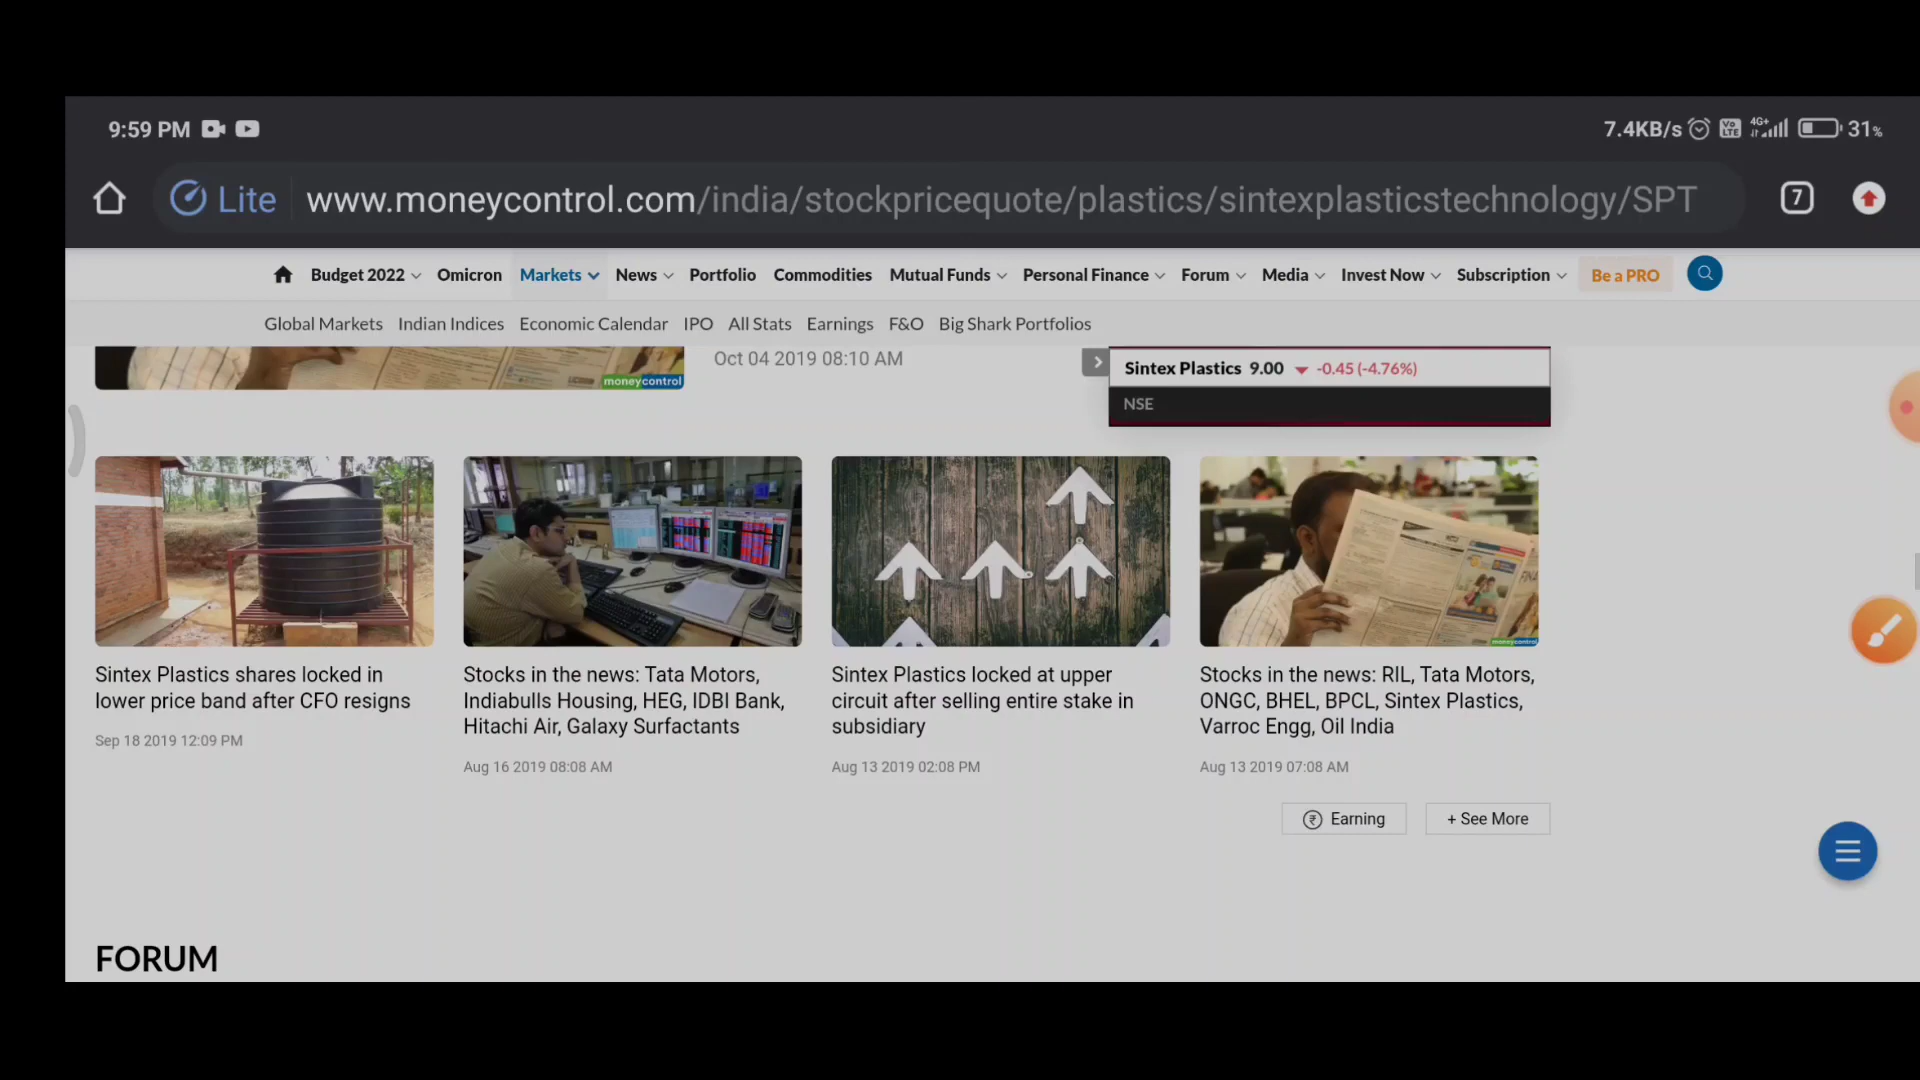 9:59 PM
7.4KB/s Vo LTE 4G+ 31%
Lite www.moneycontrol.com/india/stockpricequote/plastics/sintexplasticstechnology/SPT 7
Budget 2022 Omicron Markets News Portfolio Commodities Mutual Funds Personal Finance Forum Media Invest Now Subscription Be a PRO
Global Markets Indian Indices Economic Calendar IPO All Stats Earnings F&O Big Shark Portfolios
moneycontrol
Oct 04 2019 08:10 AM
Sintex Plastics 9.00 -0.45 (-4.76%)
NSE
moneycontrol
Sintex Plastics shares locked in
lower price band after CFO resigns
Sep 18 2019 12:09 PM
Stocks in the news: Tata Motors,
Indiabulls Housing, HEG, IDBI Bank,
Hitachi Air, Galaxy Surfactants
Aug 16 2019 08:08 AM
Sintex Plastics locked at upper
circuit after selling entire stake in
subsidiary
Aug 13 2019 02:08 PM
Stocks in the news: RIL, Tata Motors,
ONGC, BHEL, BPCL, Sintex Plastics,
Varroc Engg, Oil India
Aug 13 2019 07:08 AM
₹ Earning
+ See More
FORUM